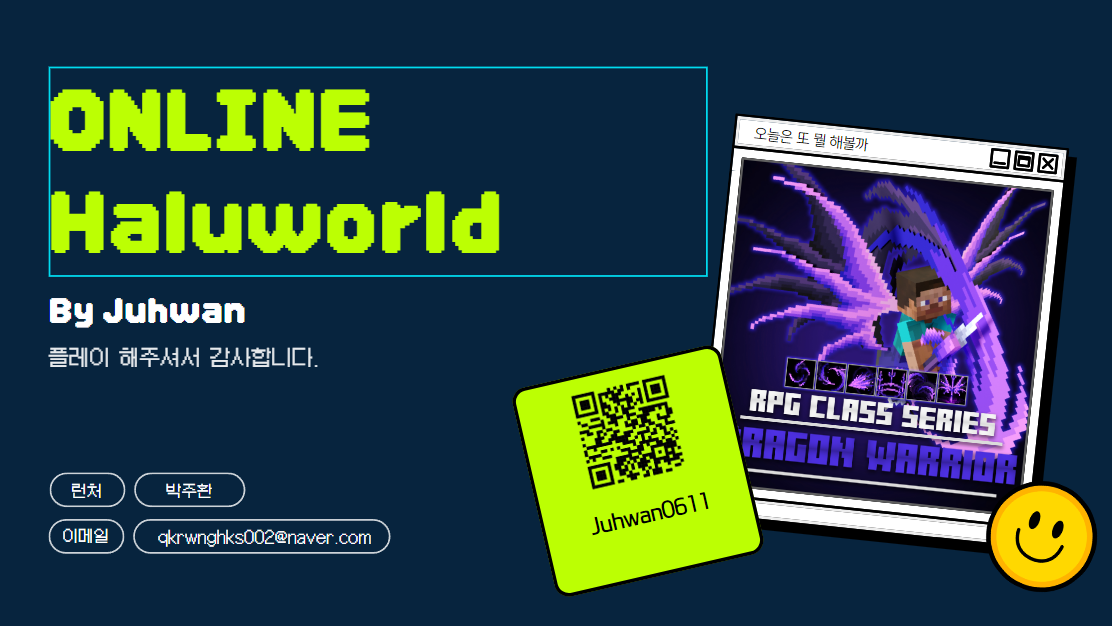 ONLINE
Haluworld
By Juhwan
플레이 해주셔서 감사합니다.
런처
박주환
이메일
qkrwnghks002@naver.com
Juhwan0611
오늘은 또 뭘 해볼까
RPG CLASS SERIES
RAGON WARRIOR